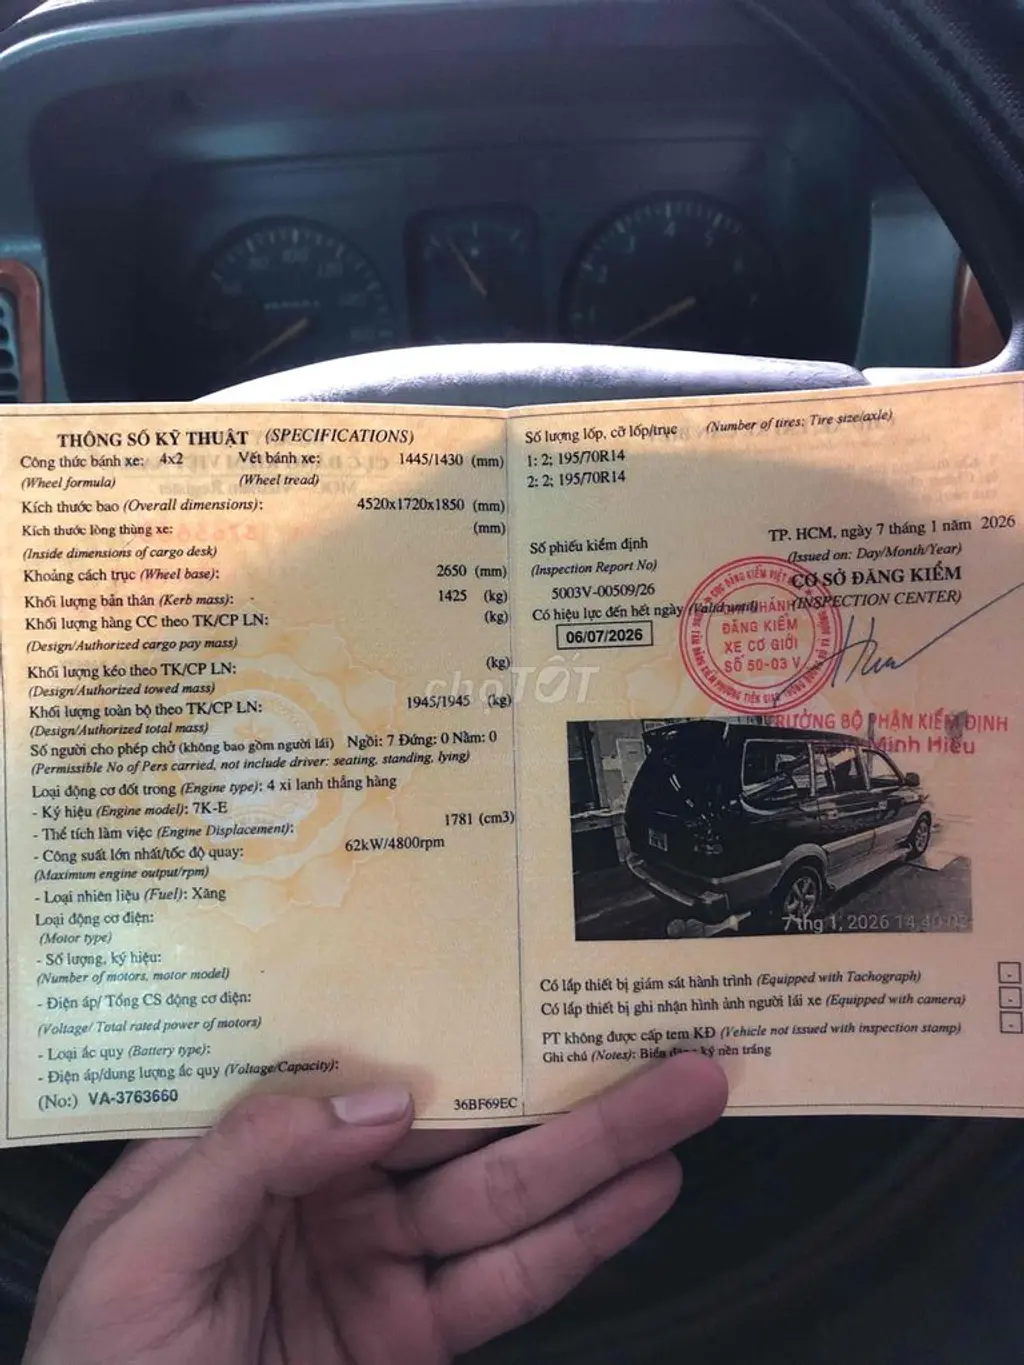 THÔNG SỐ KỸ THUẬT (SPECIFICATIONS)
Công thức bánh xe: 4x2 Vết bánh xe: 1445/1430 (mm)
(Wheel formula) (Wheel tread)
Kích thước bao (Overall dimensions): 4520x1720x1850 (mm)
Kích thước lòng thùng xe: (mm)
(Inside dimensions of cargo desk)
Khoảng cách trục (Wheel base): 2650 (mm)
Khối lượng bản thân (Kerb mass): 1425 (kg)
Khối lượng hàng CC theo TK/CP LN: (kg)
(Design/Authorized cargo pay mass)
Khối lượng kéo theo TK/CP LN: (kg)
(Design/Authorized towed mass)
Khối lượng toàn bộ theo TK/CP LN: 1945/1945 (kg)
(Design/Authorized total mass)
Số người cho phép chở (không bao gồm người lái) Ngồi: 7 Đứng: 0 Nằm: 0
(Permissible No of Pers carried, not include driver: seating, standing, lying)
Loại động cơ đốt trong (Engine type): 4 xi lanh thẳng hàng
- Ký hiệu (Engine model): 7K-E
- Thể tích làm việc (Engine Displacement): 1781 (cm3)
- Công suất lớn nhất/tốc độ quay: 62kW/4800rpm
(Maximum engine output/rpm)
- Loại nhiên liệu (Fuel): Xăng
Loại động cơ điện:
(Motor type)
- Số lượng, ký hiệu:
(Number of motors, motor model)
- Điện áp/ Tổng CS động cơ điện:
(Voltage/ Total rated power of motors)
- Loại ắc quy (Battery type):
- Điện áp/dung lượng ắc quy (Voltage/Capacity):
(No:) VA-3763660
36BF69EC
Số lượng lốp, cỡ lốp/trục (Number of tires: Tire size/axle)
1: 2; 195/70R14
2: 2; 195/70R14
TP. HCM, ngày 7 tháng 1 năm 2026
(Issued on: Day/Month/Year)
Số phiếu kiểm định
(Inspection Report No)
5003V-00509/26
CƠ SỞ ĐĂNG KIỂM
(INSPECTION CENTER)
Có hiệu lực đến hết ngày (Valid until)
06/07/2026
ĐĂNG KIỂM
XE CƠ GIỚI
SỐ 50-03 V
TRƯỞNG BỘ PHẬN KIỂM ĐỊNH
Minh Hiếu
chợTỐT
7 thg 1, 2026 14:40:03
Có lắp thiết bị giám sát hành trình (Equipped with Tachograph) -
Có lắp thiết bị ghi nhận hình ảnh người lái xe (Equipped with camera) -
PT không được cấp tem KĐ (Vehicle not issued with inspection stamp) -
Ghi chú (Notes): Biển đăng ký nền trắng